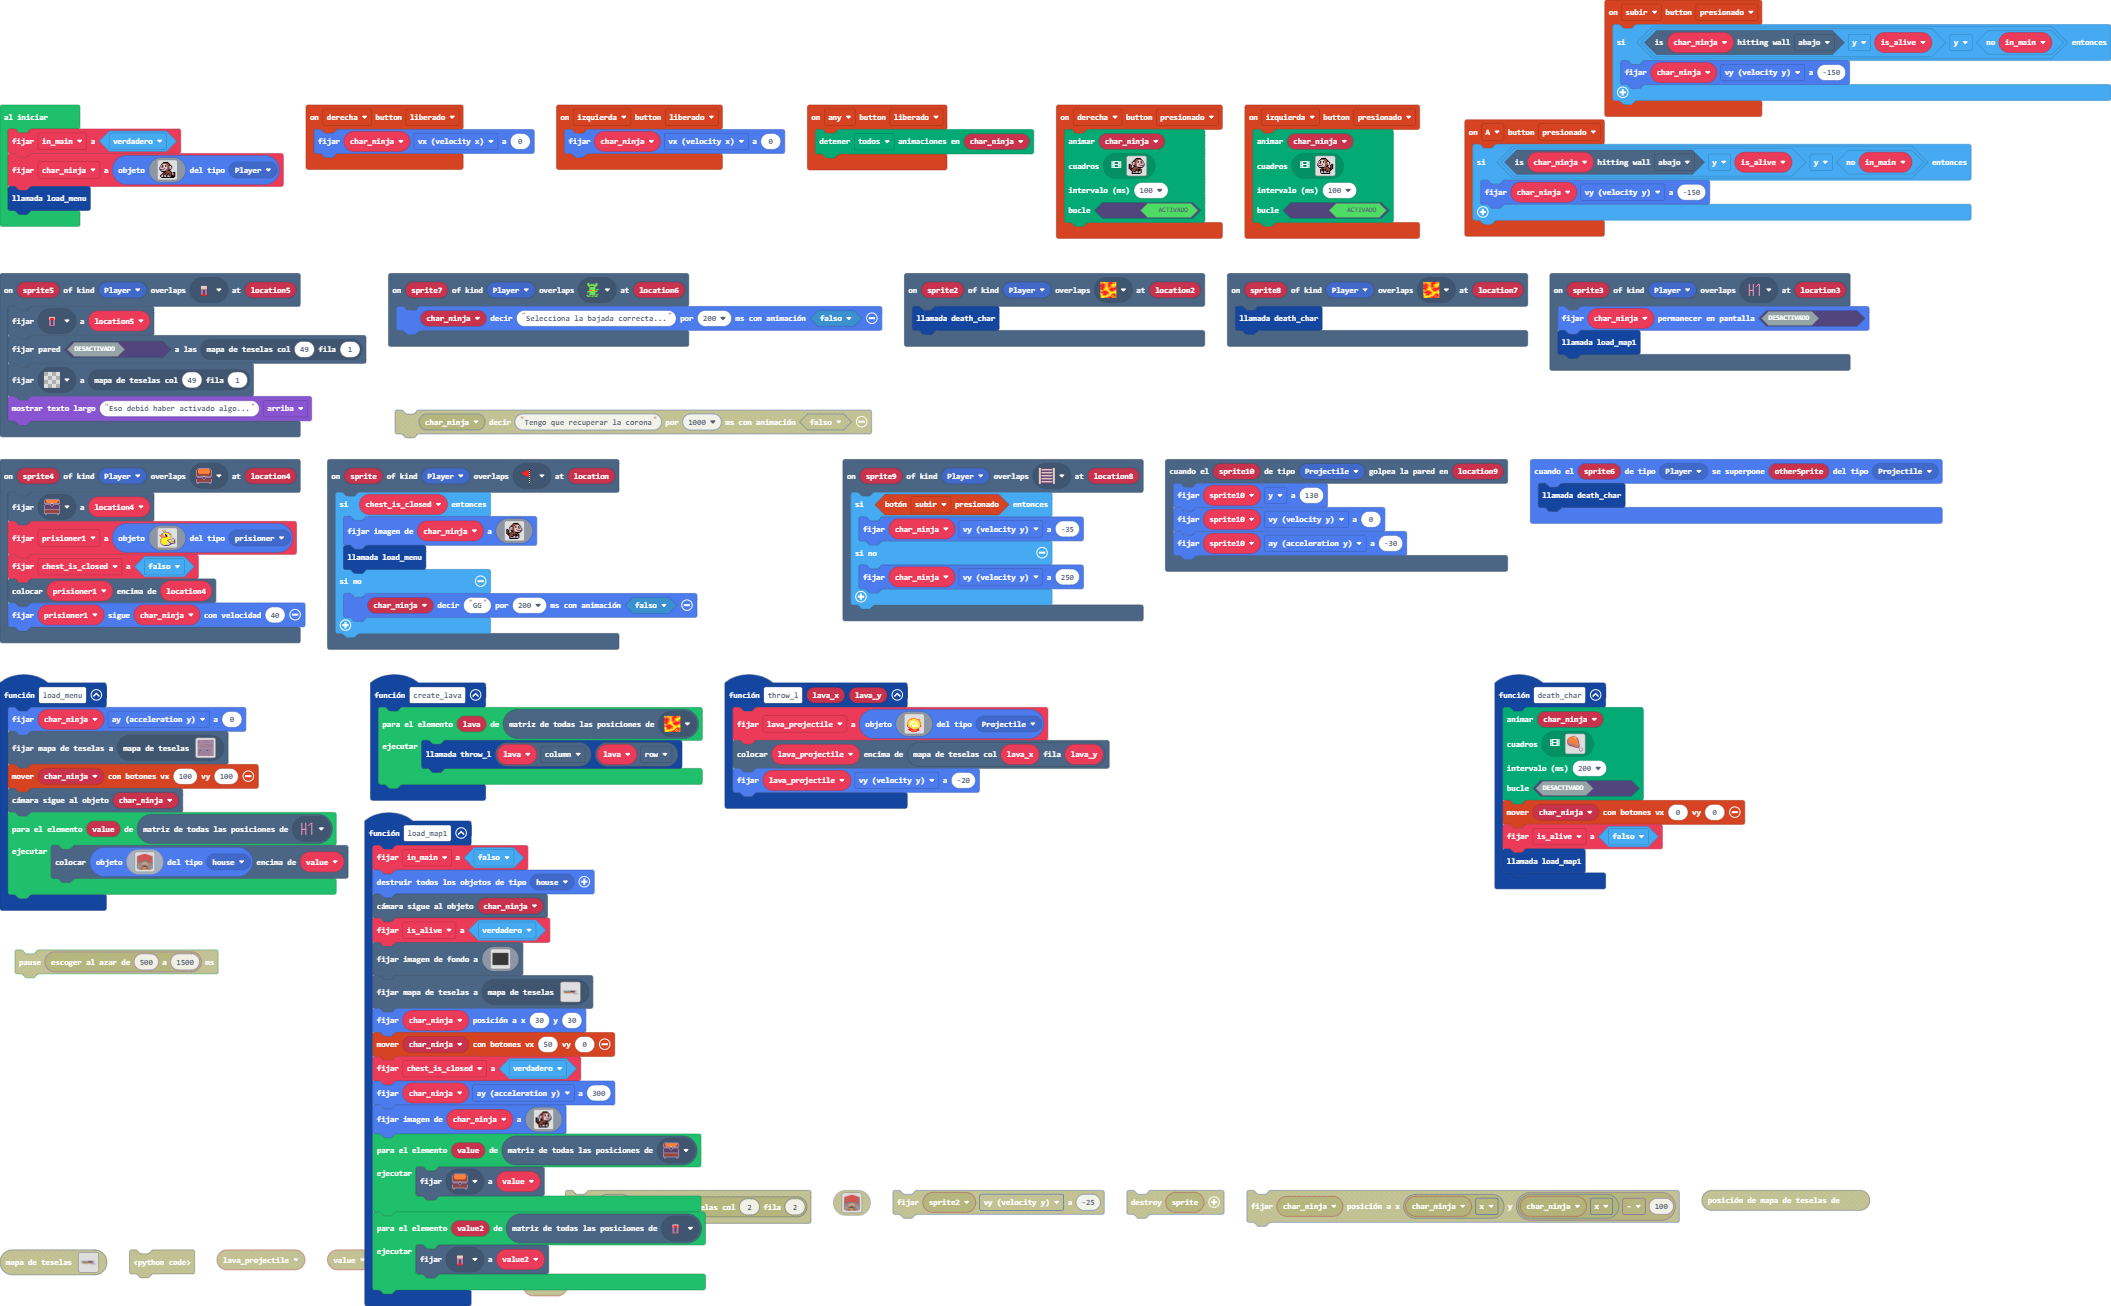 on subir button presionado
si is char_ninja hitting wall abajo y is_alive y no in_main entonces
fijar char_ninja vy (velocity y) a -150
al iniciar
fijar in_main a verdadero
fijar char_ninja a objeto del tipo Player
llamada load_menu
on derecha button liberado
fijar char_ninja vx (velocity x) a 0
on izquierda button liberado
fijar char_ninja vx (velocity x) a 0
on any button liberado
detener todos animaciones en char_ninja
on derecha button presionado
animar char_ninja
cuadros
intervalo (ms) 100
bucle ACTIVADO
on izquierda button presionado
animar char_ninja
cuadros
intervalo (ms) 100
bucle ACTIVADO
on A button presionado
si is char_ninja hitting wall abajo y is_alive y no in_main entonces
fijar char_ninja vy (velocity y) a -150
on sprite5 of kind Player overlaps at location5
fijar a location5
fijar pared DESACTIVADO a las mapa de teselas col 49 fila 1
fijar a mapa de teselas col 49 fila 1
mostrar texto largo "Eso debió haber activado algo..." arriba
on sprite7 of kind Player overlaps at location6
char_ninja decir "Selecciona la bajada correcta..." por 200 ms con animación falso
on sprite2 of kind Player overlaps at location2
llamada death_char
on sprite8 of kind Player overlaps at location7
llamada death_char
on sprite3 of kind Player overlaps at location3
fijar char_ninja permanecer en pantalla DESACTIVADO
llamada load_map1
char_ninja decir "Tengo que recuperar la corona" por 1000 ms con animación falso
on sprite4 of kind Player overlaps at location4
fijar a location4
fijar prisioner1 a objeto del tipo prisioner
fijar chest_is_closed a falso
colocar prisioner1 encima de location4
fijar prisioner1 sigue char_ninja con velocidad 40
on sprite of kind Player overlaps at location
si chest_is_closed entonces
fijar imagen de char_ninja a
llamada load_menu
si no
char_ninja decir "GG" por 200 ms con animación falso
on sprite9 of kind Player overlaps at location8
si botón subir presionado entonces
fijar char_ninja vy (velocity y) a -35
si no
fijar char_ninja vy (velocity y) a 250
cuando el sprite10 de tipo Projectile golpea la pared en location9
fijar sprite10 y a 130
fijar sprite10 vy (velocity y) a 0
fijar sprite10 ay (acceleration y) a -30
cuando el sprite6 de tipo Player se superpone otherSprite del tipo Projectile
llamada death_char
función load_menu
fijar char_ninja ay (acceleration y) a 0
fijar mapa de teselas a mapa de teselas
mover char_ninja con botones vx 100 vy 100
cámara sigue al objeto char_ninja
para el elemento value de matriz de todas las posiciones de
ejecutar colocar objeto del tipo house encima de value
función create_lava
para el elemento lava de matriz de todas las posiciones de
ejecutar llamada throw_l lava column lava row
función throw_l lava_x lava_y
fijar lava_projectile a objeto del tipo Projectile
colocar lava_projectile encima de mapa de teselas col lava_x fila lava_y
fijar lava_projectile vy (velocity y) a -20
función death_char
animar char_ninja
cuadros
intervalo (ms) 200
bucle DESACTIVADO
mover char_ninja con botones vx 0 vy 0
fijar is_alive a falso
llamada load_map1
función load_map1
fijar in_main a falso
destruir todos los objetos de tipo house
cámara sigue al objeto char_ninja
fijar is_alive a verdadero
fijar imagen de fondo a
fijar mapa de teselas a mapa de teselas
fijar char_ninja posición a x 30 y 30
mover char_ninja con botones vx 50 vy 0
fijar chest_is_closed a verdadero
fijar char_ninja ay (acceleration y) a 300
fijar imagen de char_ninja a
para el elemento value de matriz de todas las posiciones de
ejecutar fijar a value
para el elemento value2 de matriz de todas las posiciones de
ejecutar fijar a value2
pause escoger al azar de 500 a 1500 ms
elas col 2 fila 2
fijar sprite2 vy (velocity y) a -25
destroy sprite
fijar char_ninja posición a x char_ninja x y char_ninja x - 100
posición de mapa de teselas de
mapa de teselas
<python code>
lava_projectile
value